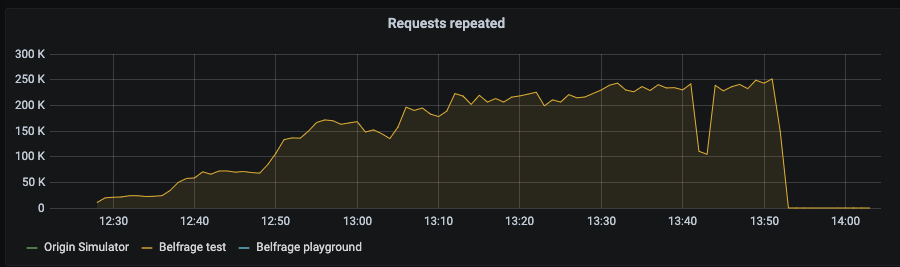 Requests repeated
300 K
250 K
200 K
150 K
100 K
50 K
0
12:30 12:40 12:50 13:00 13:10 13:20 13:30 13:40 13:50 14:00
Origin Simulator Belfrage test Belfrage playground